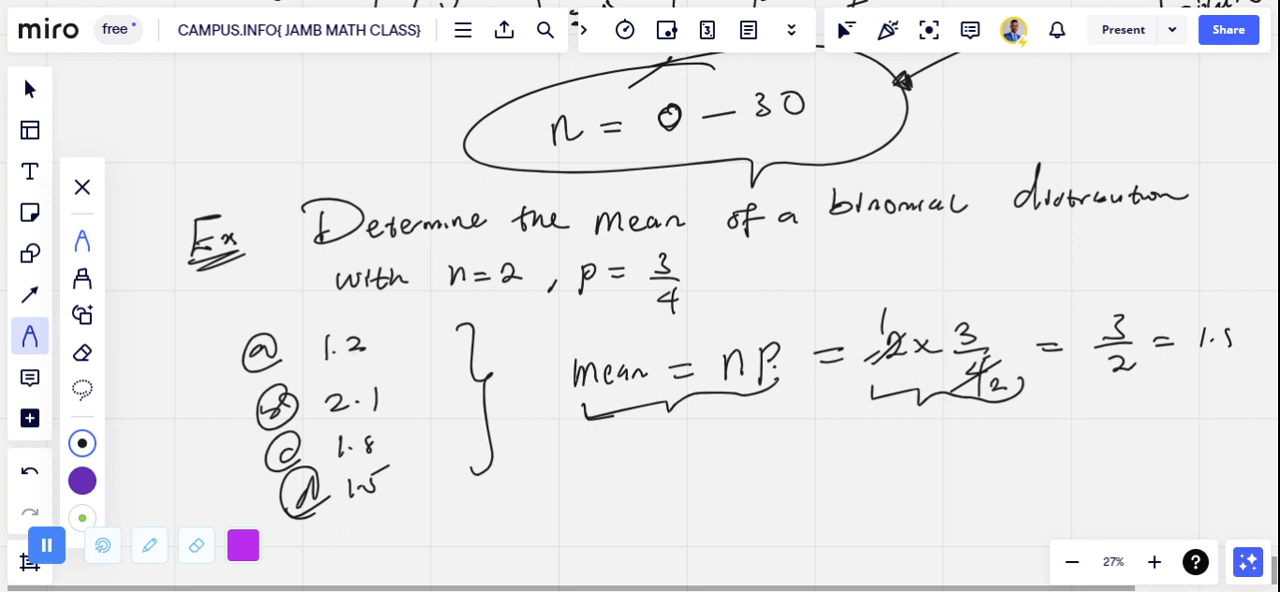 miro free CAMPUS.INFO{ JAMB MATH CLASS} Present Share
n = 0 — 30
Ex Determine the mean of a binomial distribution
with n=2 , p = 3/4
(a) 1.2
(b) 2.1
(c) 1.8
(d) 1.5
mean = nP. = 2 x 3/4 = 3/2 = 1.5
1
2
27%